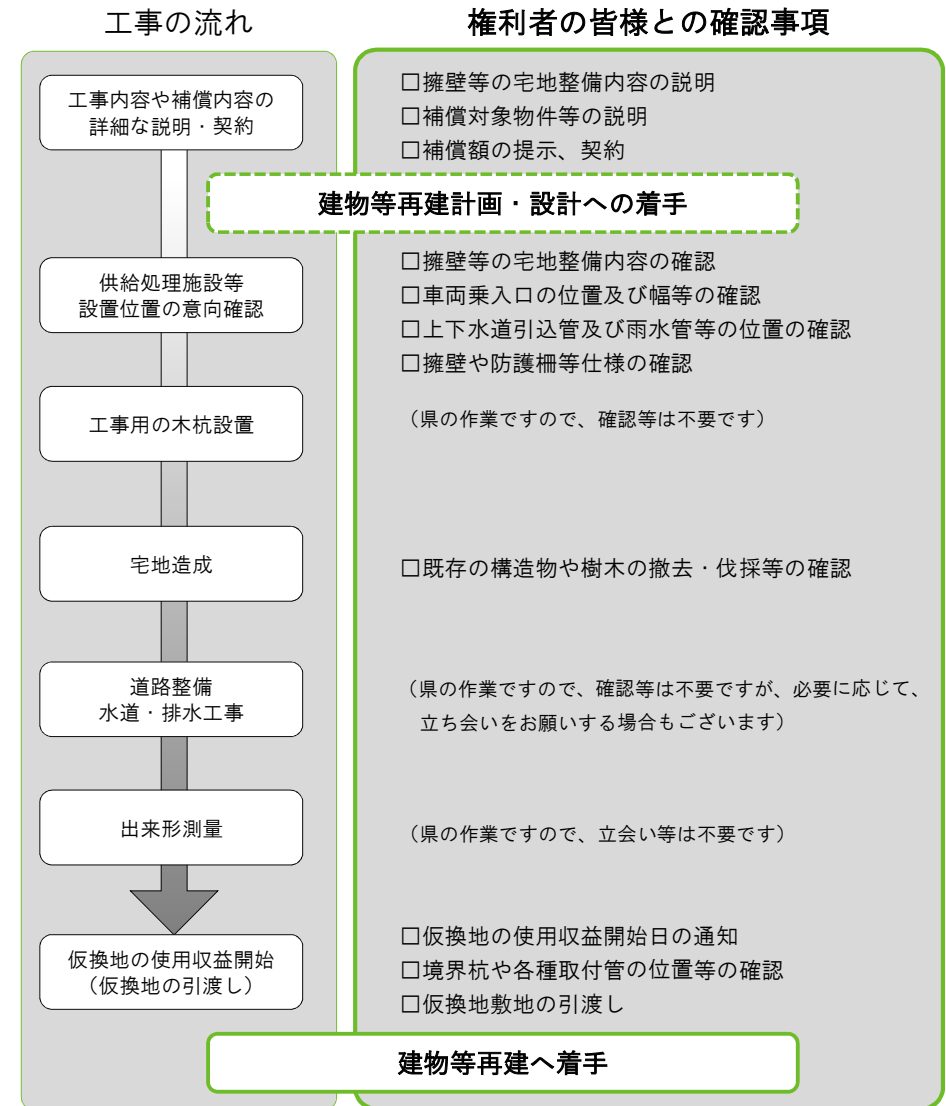 工事の流れ
権利者の皆様との確認事項
工事内容や補償内容の
詳細な説明・契約
□擁壁等の宅地整備内容の説明
□補償対象物件等の説明
□補償額の提示、契約
建物等再建計画・設計への着手
供給処理施設等
設置位置の意向確認
□擁壁等の宅地整備内容の確認
□車両乗入口の位置及び幅等の確認
□上下水道引込管及び雨水管等の位置の確認
□擁壁や防護柵等仕様の確認
工事用の木杭設置
（県の作業ですので、確認等は不要です）
宅地造成
□既存の構造物や樹木の撤去・伐採等の確認
道路整備
水道・排水工事
（県の作業ですので、確認等は不要ですが、必要に応じて、
立ち会いをお願いする場合もございます）
出来形測量
（県の作業ですので、立会い等は不要です）
仮換地の使用収益開始
（仮換地の引渡し）
□仮換地の使用収益開始日の通知
□境界杭や各種取付管の位置等の確認
□仮換地敷地の引渡し
建物等再建へ着手